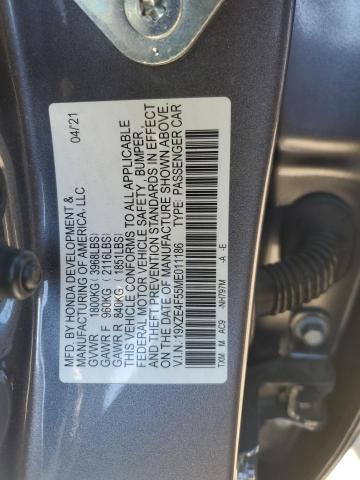 MFD. BY HONDA DEVELOPMENT & 04/21
MANUFACTURING OF AMERICA, LLC
GVWR 1800KG( 3968LBS)
GAWR F 960KG( 2116LBS)
GAWR R 840KG( 1851LBS)
THIS VEHICLE CONFORMS TO ALL APPLICABLE
FEDERAL MOTOR VEHICLE SAFETY, BUMPER,
AND THEFT PREVENTION STANDARDS IN EFFECT
ON THE DATE OF MANUFACTURE SHOWN ABOVE.
V.I.N.: 19XZE4F55ME011186 TYPE: PASSENGER CAR
TXM M AC9 NH797M -A -E